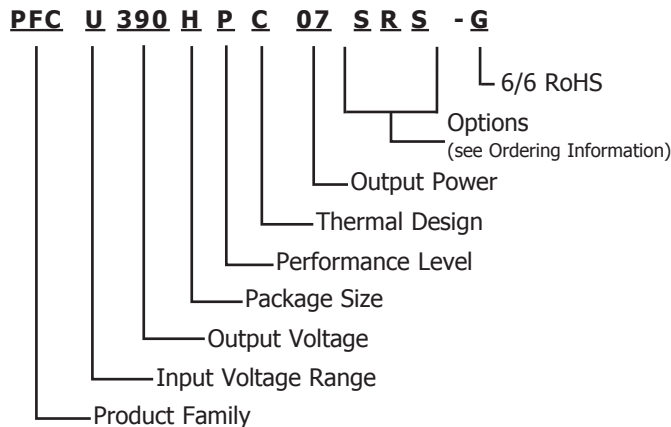 PFC U 390 H P C 07 S R S - G
6/6 RoHS
Options
(see Ordering Information)
Output Power
Thermal Design
Performance Level
Package Size
Output Voltage
Input Voltage Range
Product Family